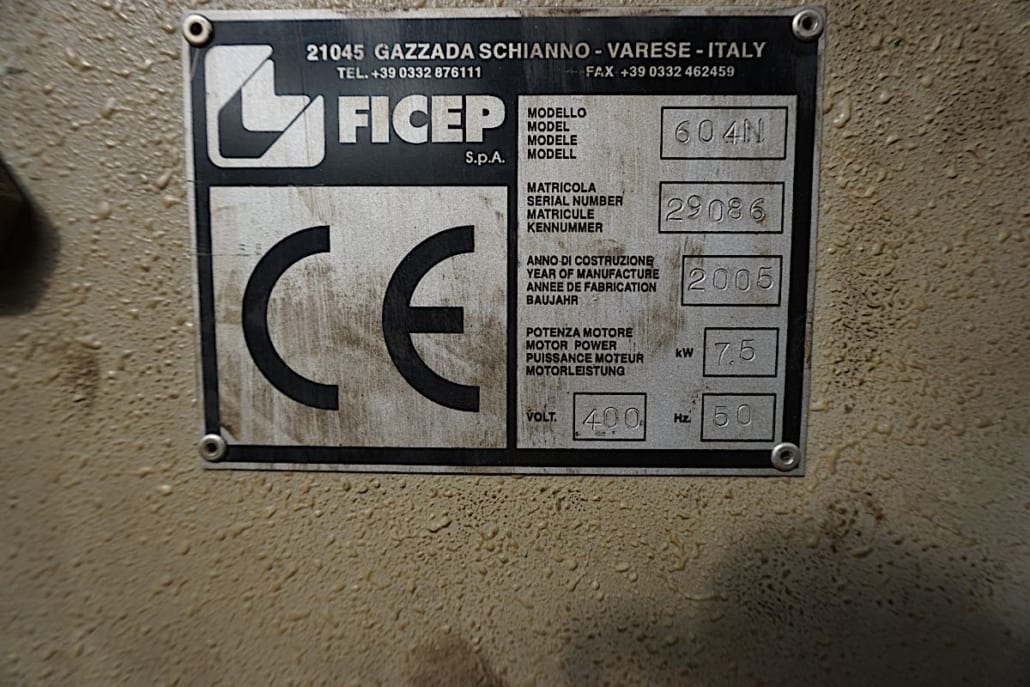 21045 GAZZADA SCHIANNO - VARESE - ITALY
TEL. +39 0332 876111 FAX +39 0332 462459
FICEP
S.p.A.
CE
MODELLO
MODEL
MODELE
MODELL
604N
MATRICOLA
SERIAL NUMBER
MATRICULE
KENNUMMER
29086
ANNO DI COSTRUZIONE
YEAR OF MANUFACTURE
ANNEE DE FABRICATION
BAUJAHR
2005
POTENZA MOTORE
MOTOR POWER
PUISSANCE MOTEUR
MOTORLEISTUNG
kW 7.5
VOLT. 400 Hz. 50